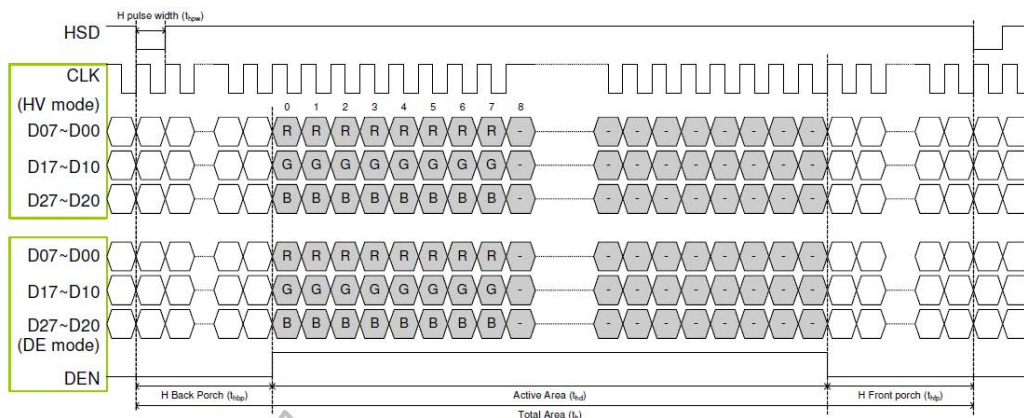 H pulse width (thpw)
HSD
CLK
(HV mode)
0 1 2 3 4 5 6 7 8
D07~D00 R R R R R R R R - - - - - - - - -
D17~D10 G G G G G G G G - - - - - - - - -
D27~D20 B B B B B B B B - - - - - - - - -
D07~D00 R R R R R R R R - - - - - - - - -
D17~D10 G G G G G G G G - - - - - - - - -
D27~D20 B B B B B B B B - - - - - - - - -
(DE mode)
DEN
H Back Porch (thbp) Active Area (thd) H Front porch (thfp)
Total Area (th)